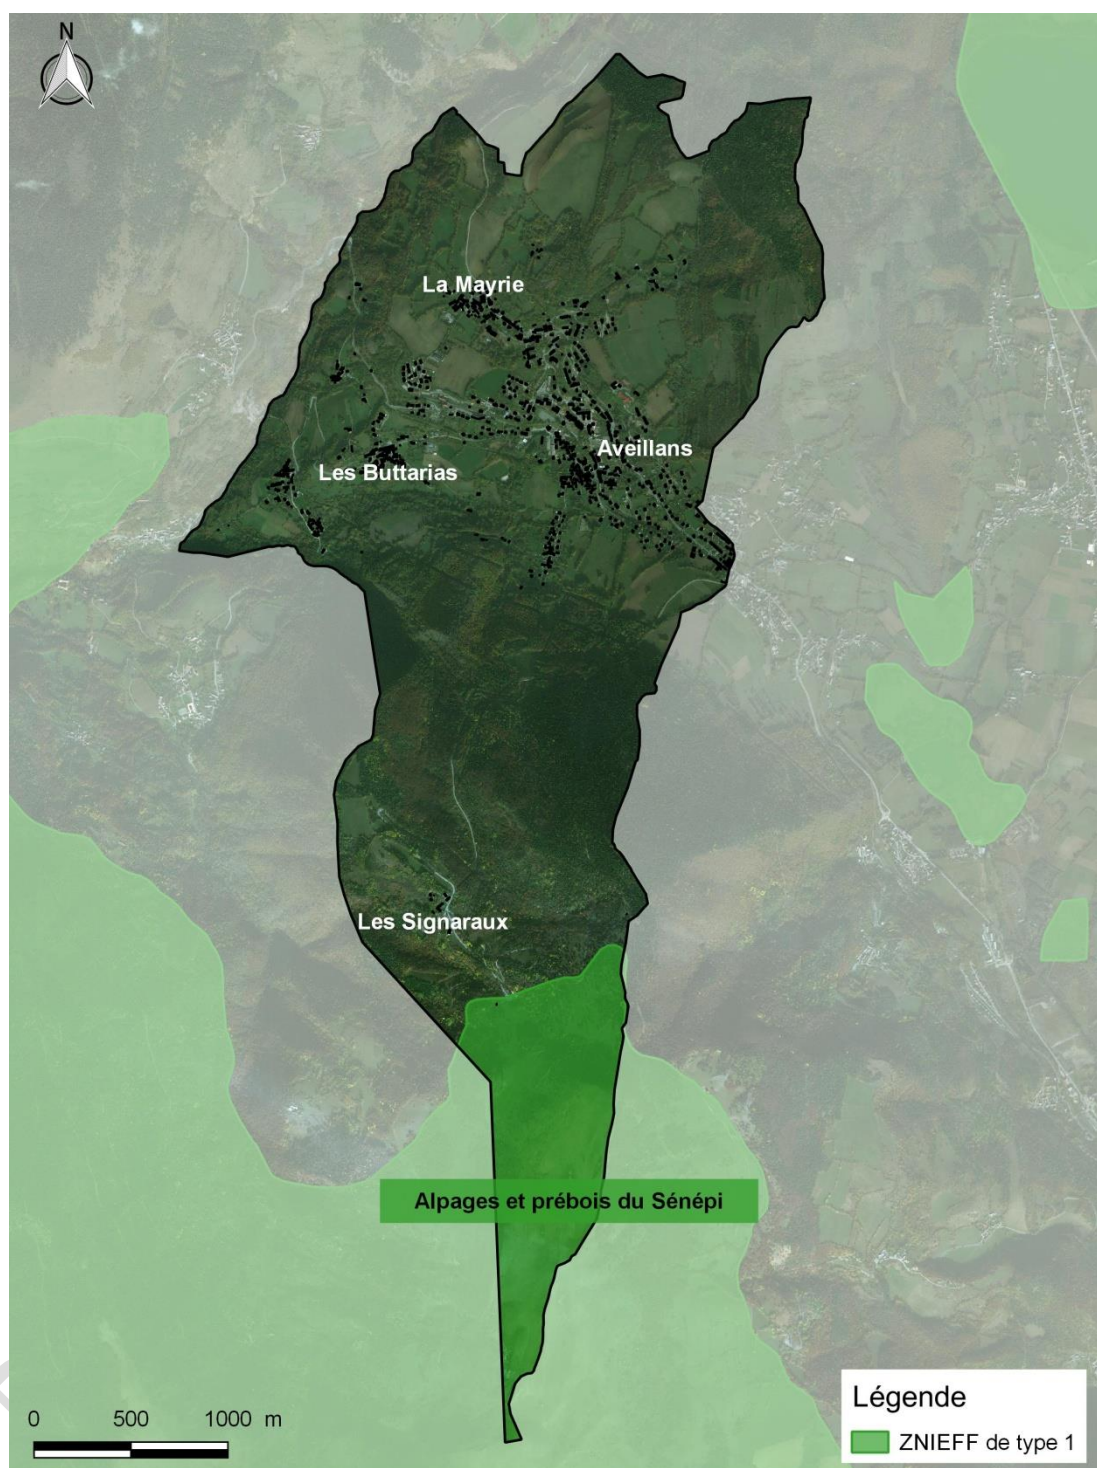 N
La Mayrie
Aveillans
Les Buttarias
Les Signaraux
Alpages et prébois du Sénépi
0 500 1000 m
Légende
ZNIEFF de type 1